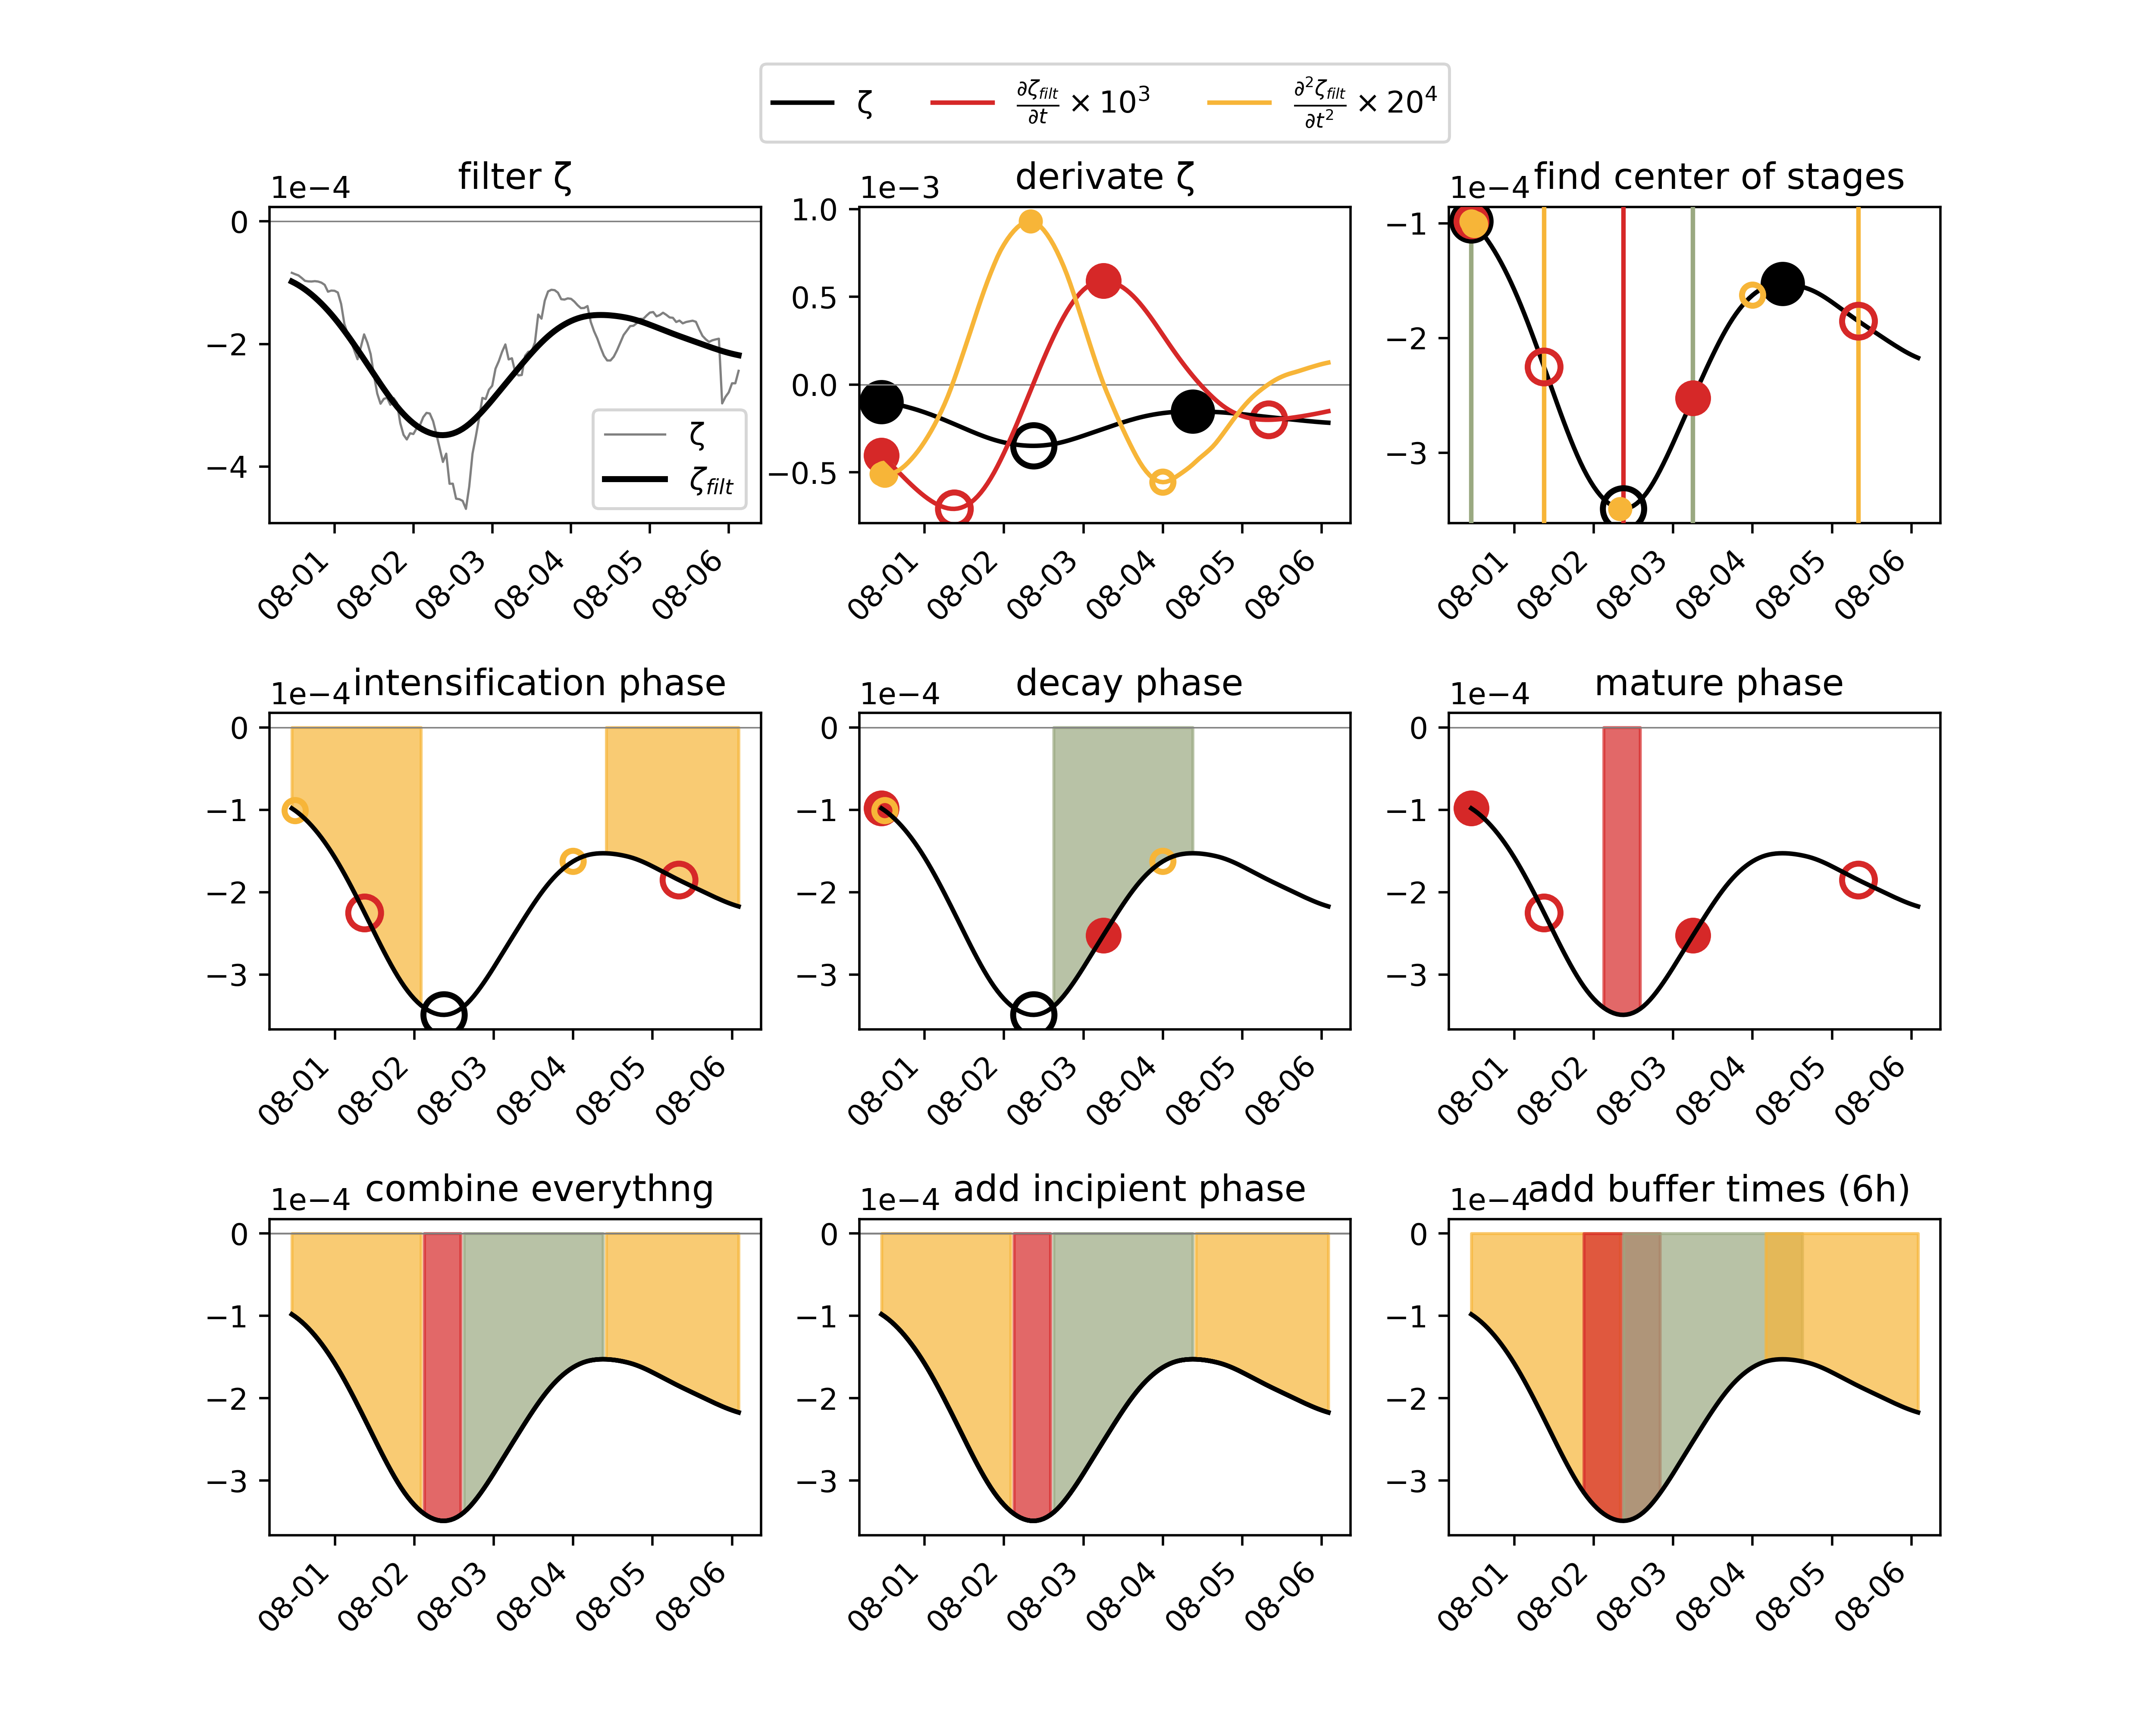 ζ ∂ζfilt/∂t × 10³ ∂²ζfilt/∂t² × 20⁴
filter ζ
1e−4
0
−2
−4
ζ
ζfilt
08-01 08-02 08-03 08-04 08-05 08-06
derivate ζ
1e−3
1.0
0.5
0.0
−0.5
08-01 08-02 08-03 08-04 08-05 08-06
find center of stages
1e−4
−1
−2
−3
08-01 08-02 08-03 08-04 08-05 08-06
intensification phase
1e−4
0
−1
−2
−3
08-01 08-02 08-03 08-04 08-05 08-06
decay phase
1e−4
0
−1
−2
−3
08-01 08-02 08-03 08-04 08-05 08-06
mature phase
1e−4
0
−1
−2
−3
08-01 08-02 08-03 08-04 08-05 08-06
combine everythng
1e−4
0
−1
−2
−3
08-01 08-02 08-03 08-04 08-05 08-06
add incipient phase
1e−4
0
−1
−2
−3
08-01 08-02 08-03 08-04 08-05 08-06
add buffer times (6h)
1e−4
0
−1
−2
−3
08-01 08-02 08-03 08-04 08-05 08-06